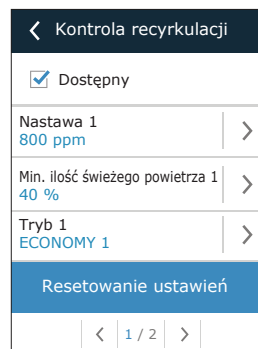 Kontrola recyrkulacji
Dostępny
Nastawa 1
800 ppm
Min. ilość świeżego powietrza 1
40 %
Tryb 1
ECONOMY 1
Resetowanie ustawień
1 / 2